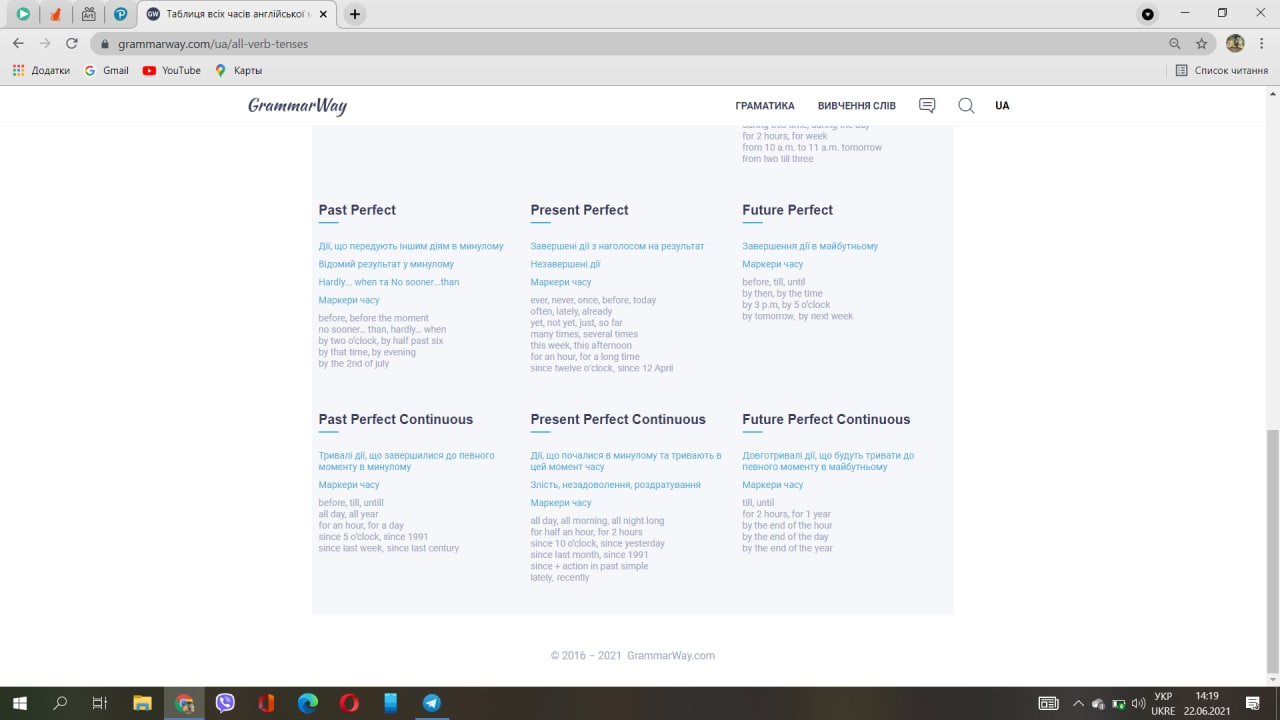 GW
grammarway.com/ua/all-tenses
Додатки
Gmail
YouTube
Карты
Список читання
GrammarWay
ГРАМАТИКА
ВИВЧЕННЯ СЛІВ
UA
during this time, during the day
for 2 hours, for week
from 10 a.m. to 11 a.m. tomorrow
from two till three
Past Perfect
Дії, що передують іншим діям в минулому
Відомий результат у минулому
Hardly... when та No sooner...than
Маркери часу
before, before the moment
no sooner... than, hardly... when
by two o'clock, by half past six
by that time, by evening
by the 2nd of july
Present Perfect
Завершені дії з наголосом на результат
Незавершені дії
Маркери часу
ever, never, once, before, today
often, lately, already
yet, not yet, just, so far
many times, several times
this week, this afternoon
for an hour, for a long time
since twelve o'clock, since 12 April
Future Perfect
Завершення дії в майбутньому
Маркери часу
before, till, until
by then, by the time
by 3 p.m, by 5 o'clock
by tomorrow, by next week
Past Perfect Continuous
Тривалі дії, що завершилися до певного
моменту в минулому
Маркери часу
before, till, untill
all day, all year
for an hour, for a day
since 5 o'clock, since 1991
since last week, since last century
Present Perfect Continuous
Дії, що почалися в минулому та тривають в
цей момент часу
Злість, незадоволення, роздратування
Маркери часу
all day, all morning, all night long
for half an hour, for 2 hours
since 10 o'clock, since yesterday
since last month, since 1991
since + action in past simple
lately, recently
Future Perfect Continuous
Довготривалі дії, що будуть тривати до
певного моменту в майбутньому
Маркери часу
till, until
for 2 hours, for 1 year
by the end of the hour
by the end of the day
by the end of the year
© 2016 – 2021 GrammarWay.com
УКР
UKRE
14:19
22.06.2021